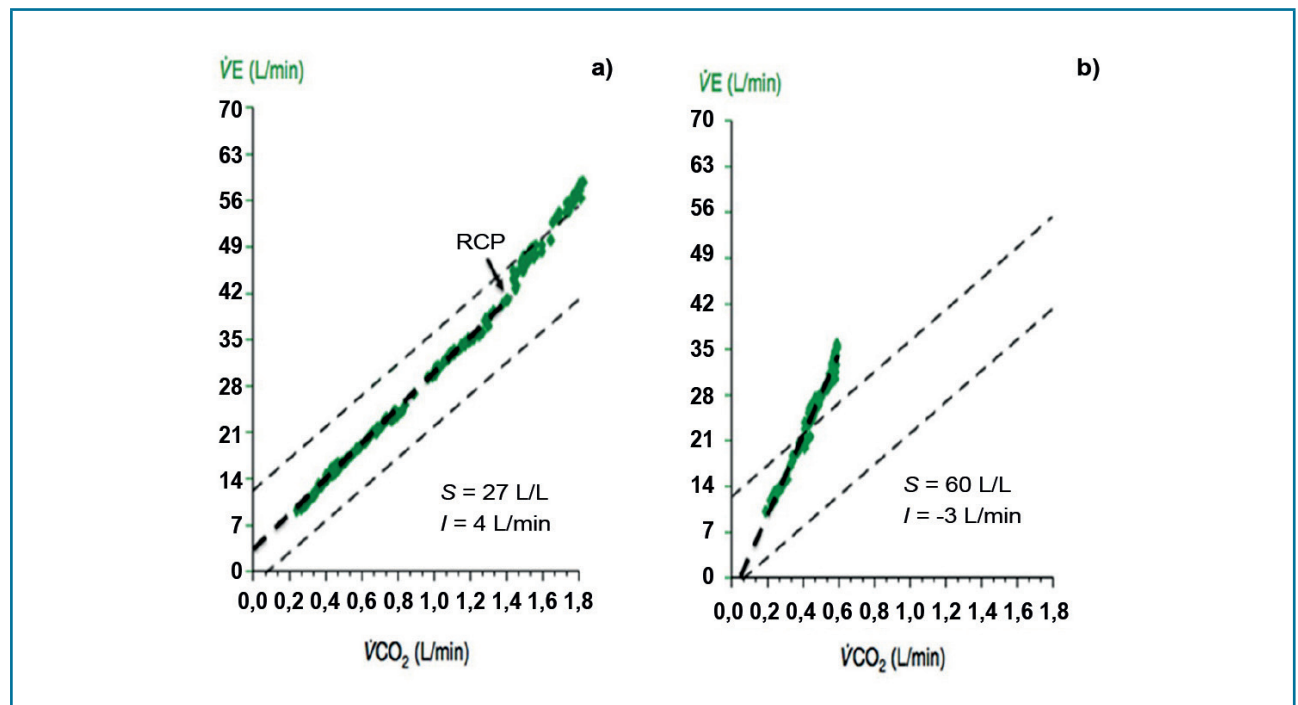 V̇E (L/min)
a)
70
63
56
49
42
35
28
21
14
7
0
RCP
S = 27 L/L
I = 4 L/min
0,0 0,2 0,4 0,6 0,8 1,0 1,2 1,4 1,6 1,8
V̇CO₂ (L/min)
V̇E (L/min)
b)
70
63
56
49
42
35
28
21
14
7
0
S = 60 L/L
I = -3 L/min
0,0 0,2 0,4 0,6 0,8 1,0 1,2 1,4 1,6 1,8
V̇CO₂ (L/min)